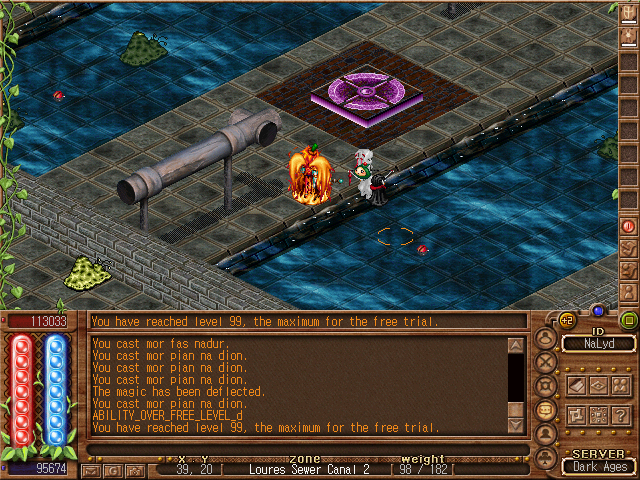 113033
You have reached level 99, the maximum for the free trial.
+2
ID
NaLyd
You cast mor fas nadur.
You cast mor pian na dion.
You cast mor pian na dion.
You cast mor pian na dion.
The magic has been deflected.
You cast mor pian na dion.
ABILITY_OVER_FREE_LEVEL_d
You have reached level 99, the maximum for the free trial.
?
x y zone weight
SERVER
95674
G
39, 20 [ Loures Sewer Canal 2 ] 98 / 182 [
Dark Ages